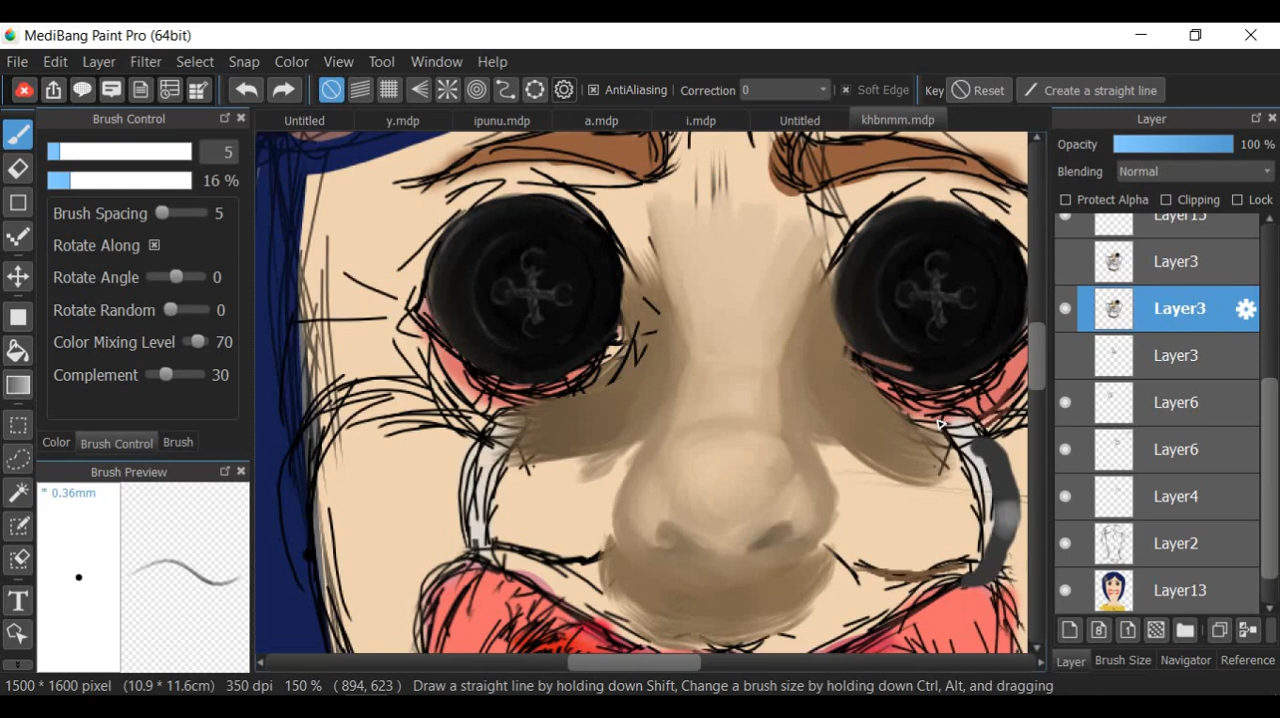 MediBang Paint Pro (64bit)
File Edit Layer Filter Select Snap Color View Tool Window Help
AntiAliasing Correction 0 Soft Edge Key Reset Create a straight line
Brush Control
Untitled y.mdp ipunu.mdp a.mdp i.mdp Untitled khbnmm.mdp
Layer
5
Opacity 100 %
16 %
Blending Normal
Protect Alpha Clipping Lock
Brush Spacing 5
Layer15
Rotate Along
Layer3
Rotate Angle 0
Rotate Random 0
Layer3
Color Mixing Level 70
Layer3
Complement 30
Layer6
Color Brush Control Brush
Layer6
Brush Preview
* 0.36mm
Layer4
Layer2
Layer13
T
8 1
Layer Brush Size Navigator Reference
1500 * 1600 pixel (10.9 * 11.6cm) 350 dpi 150 % ( 894, 623 ) Draw a straight line by holding down Shift, Change a brush size by holding down Ctrl, Alt, and dragging